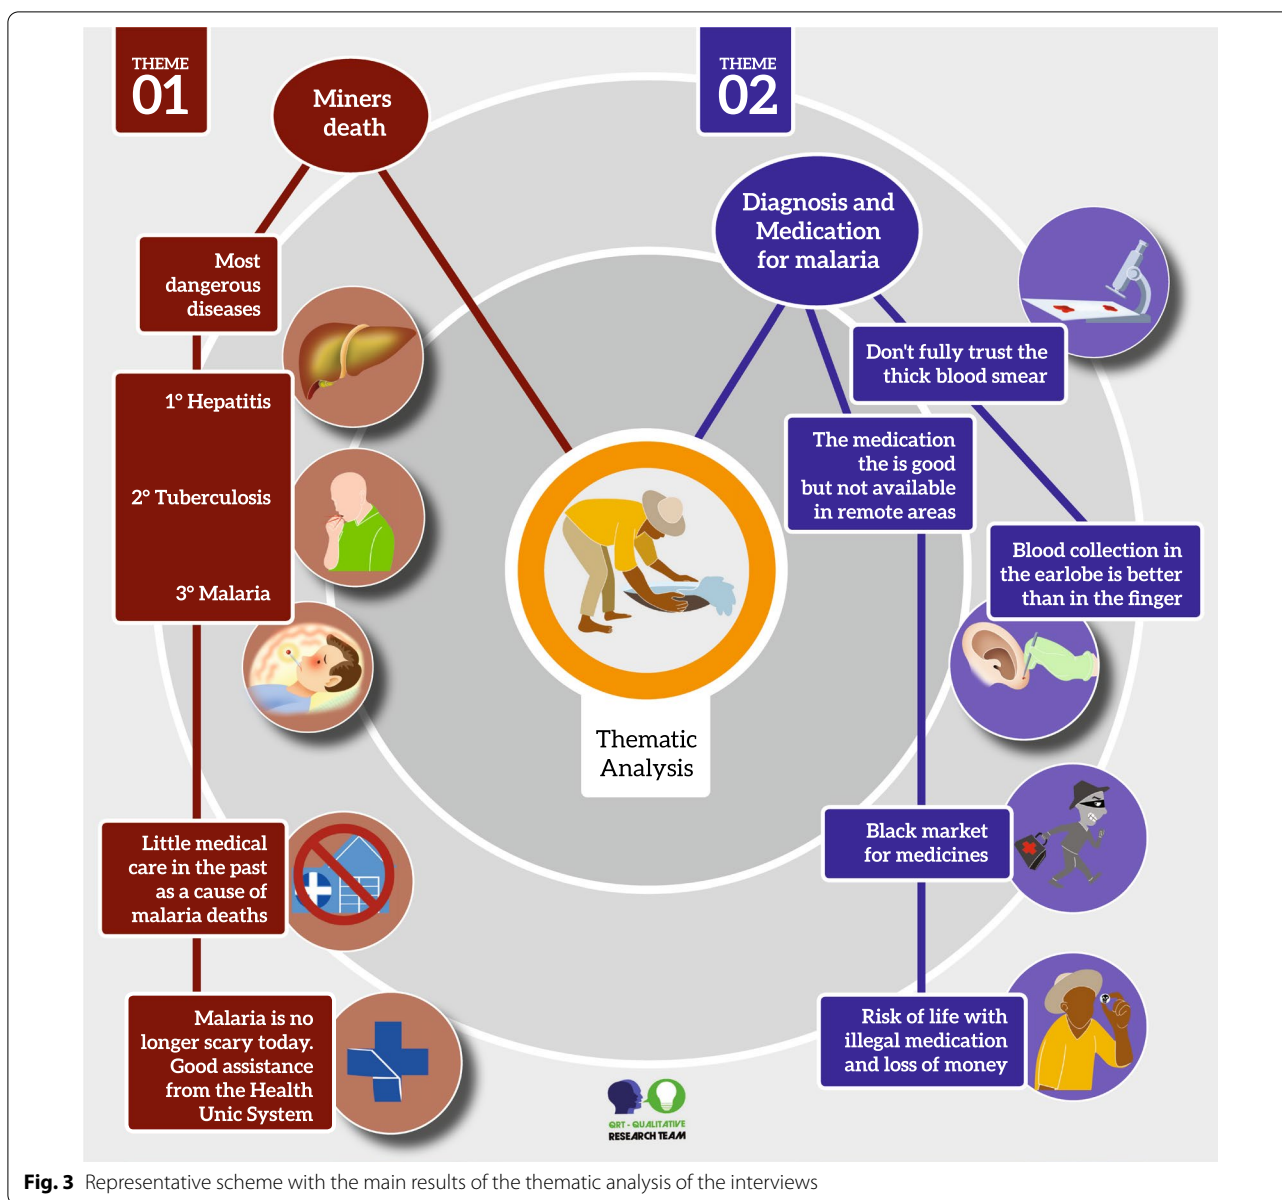 THEME
01
Miners
death
Most
dangerous
diseases
1° Hepatitis
2° Tuberculosis
3° Malaria
Little medical
care in the past
as a cause of
malaria deaths
Malaria is no
longer scary today.
Good assistance
from the Health
Unic System
THEME
02
Diagnosis and
Medication
for malaria
Don't fully trust the
thick blood smear
The medication
the is good
but not available
in remote areas
Blood collection in
the earlobe is better
than in the finger
Black market
for medicines
Risk of life with
illegal medication
and loss of money
Thematic
Analysis
QRT - QUALITATIVE
RESEARCH TEAM
Fig. 3 Representative scheme with the main results of the thematic analysis of the interviews